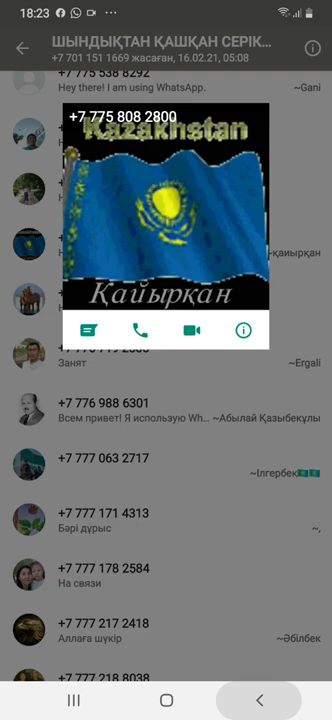 18:23
ШЫНДЫҚТАН ҚАШҚАН СЕРІК...
+7 701 151 1669 жасаған, 16.02.21, 05:08
+7 775 538 8292
Hey there! I am using WhatsApp. ~Gani
+7 775 808 2800
Kazakhstan
Қайырқан
~қаиырқан
Занят ~Ergali
+7 776 988 6301
Всем привет! Я использую Wh... ~Абылай Қазыбекұлы
+7 777 063 2717
~Ілгербек🇰🇿🇰🇿
+7 777 171 4313
Бәрі дұрыс ~,
+7 777 178 2584
На связи
+7 777 217 2418
Аллаға шүкір ~Әбілбек
+7 777 218 8038